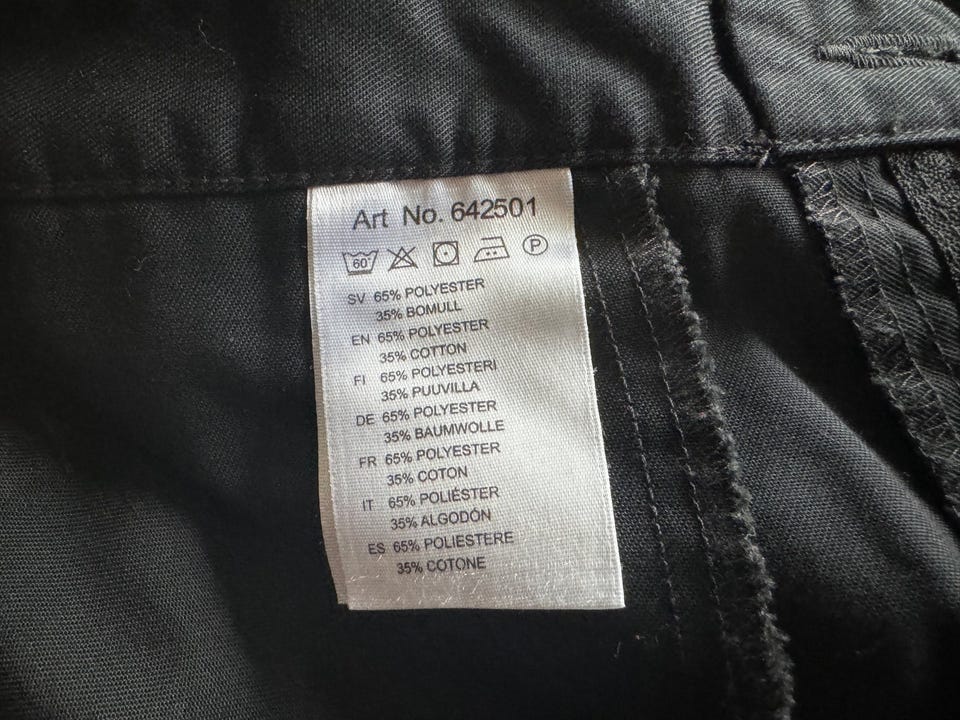 Art No. 642501
60 P
SV 65% POLYESTER
35% BOMULL
EN 65% POLYESTER
35% COTTON
FI 65% POLYESTERI
35% PUUVILLA
DE 65% POLYESTER
35% BAUMWOLLE
FR 65% POLYESTER
35% COTON
IT 65% POLIÉSTER
35% ALGODÓN
ES 65% POLIESTERE
35% COTONE